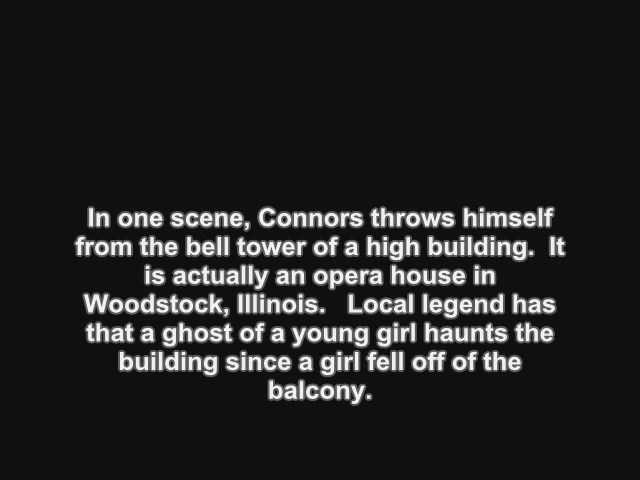 In one scene, Connors throws himself
from the bell tower of a high building.  It
is actually an opera house in
Woodstock, Illinois.   Local legend has
that a ghost of a young girl haunts the
building since a girl fell off of the
balcony.